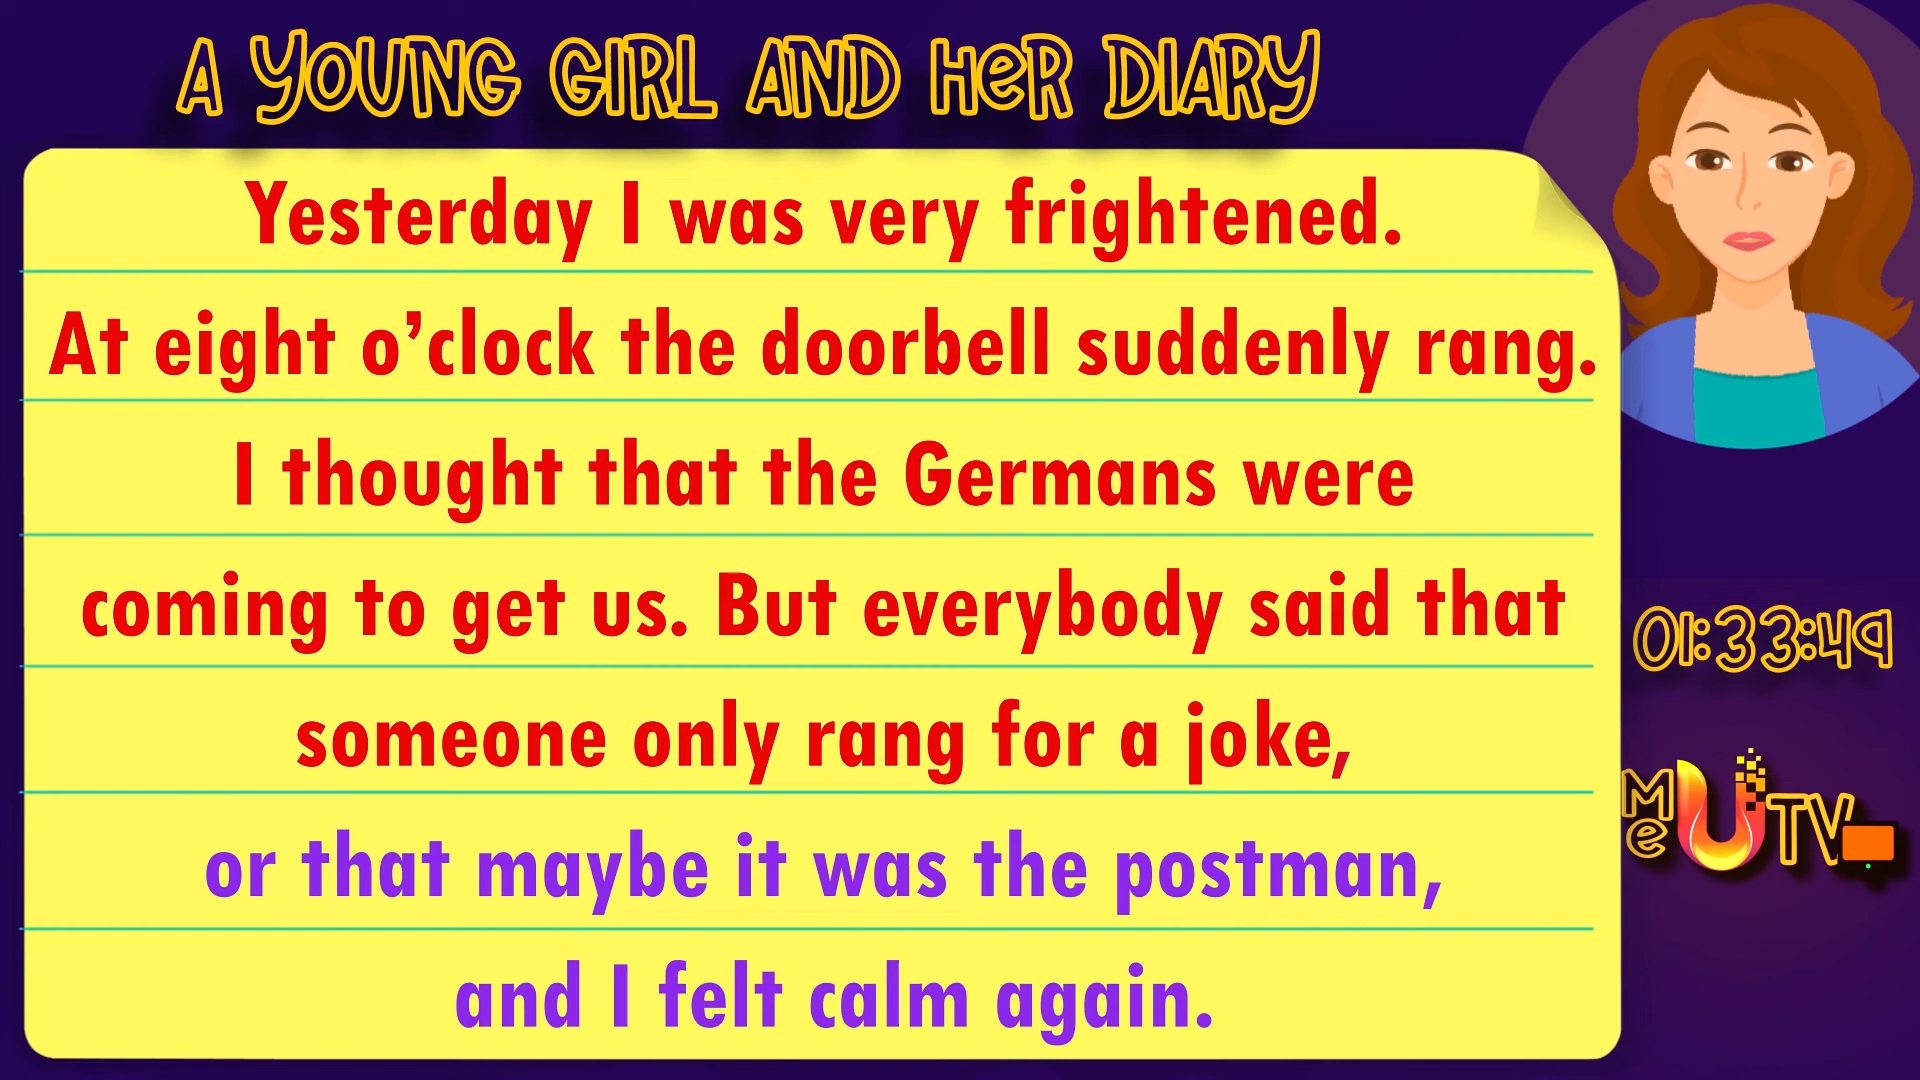 A YOUNG GIRL AND HeR DIARY
Yesterday I was very frightened.
At eight o’clock the doorbell suddenly rang.
I thought that the Germans were
coming to get us. But everybody said that
someone only rang for a joke,
or that maybe it was the postman,
and I felt calm again.
01:33:49
Me U TV